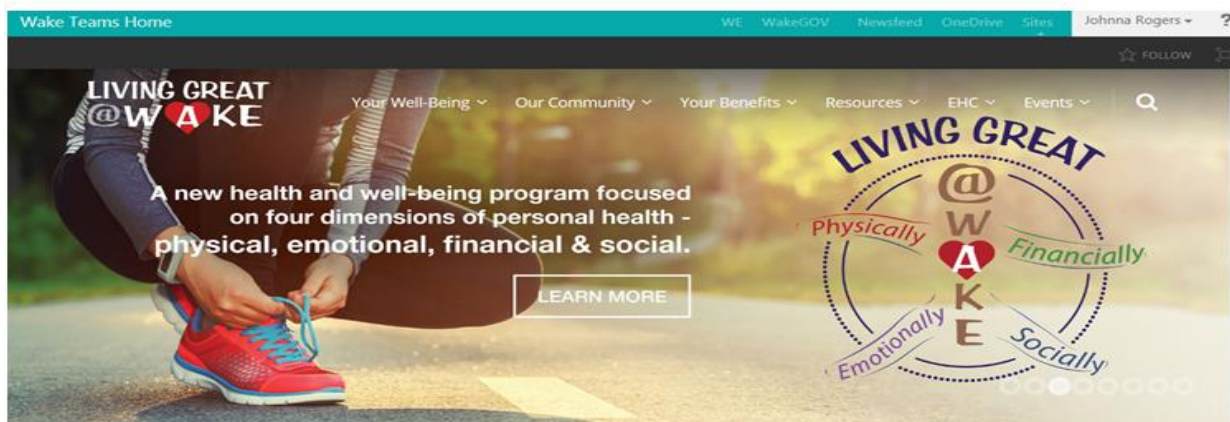 Wake Teams Home WE WakeGOV Newsfeed OneDrive Sites Johnna Rogers ?
FOLLOW
LIVING GREAT
@WAKE
Your Well-Being Our Community Your Benefits Resources EHC Events
A new health and well-being program focused
on four dimensions of personal health -
physical, emotional, financial & social.
LEARN MORE
LIVING GREAT
@WAKE
Physically
Financially
Emotionally
Socially